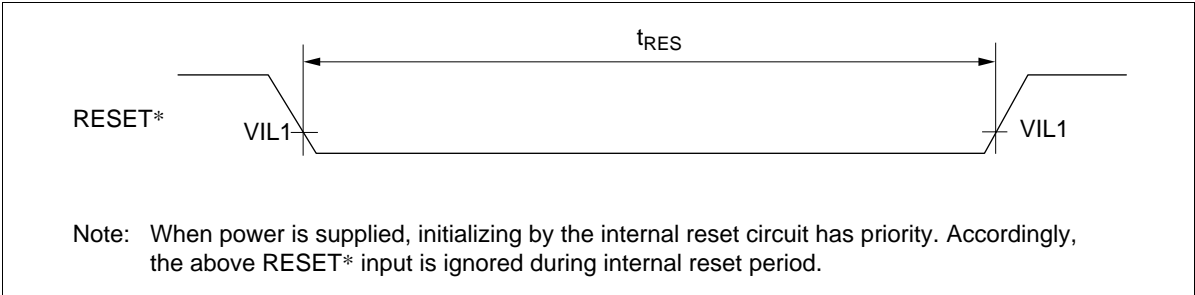 tRES
RESET*
VIL1
VIL1
Note: When power is supplied, initializing by the internal reset circuit has priority. Accordingly,
the above RESET* input is ignored during internal reset period.